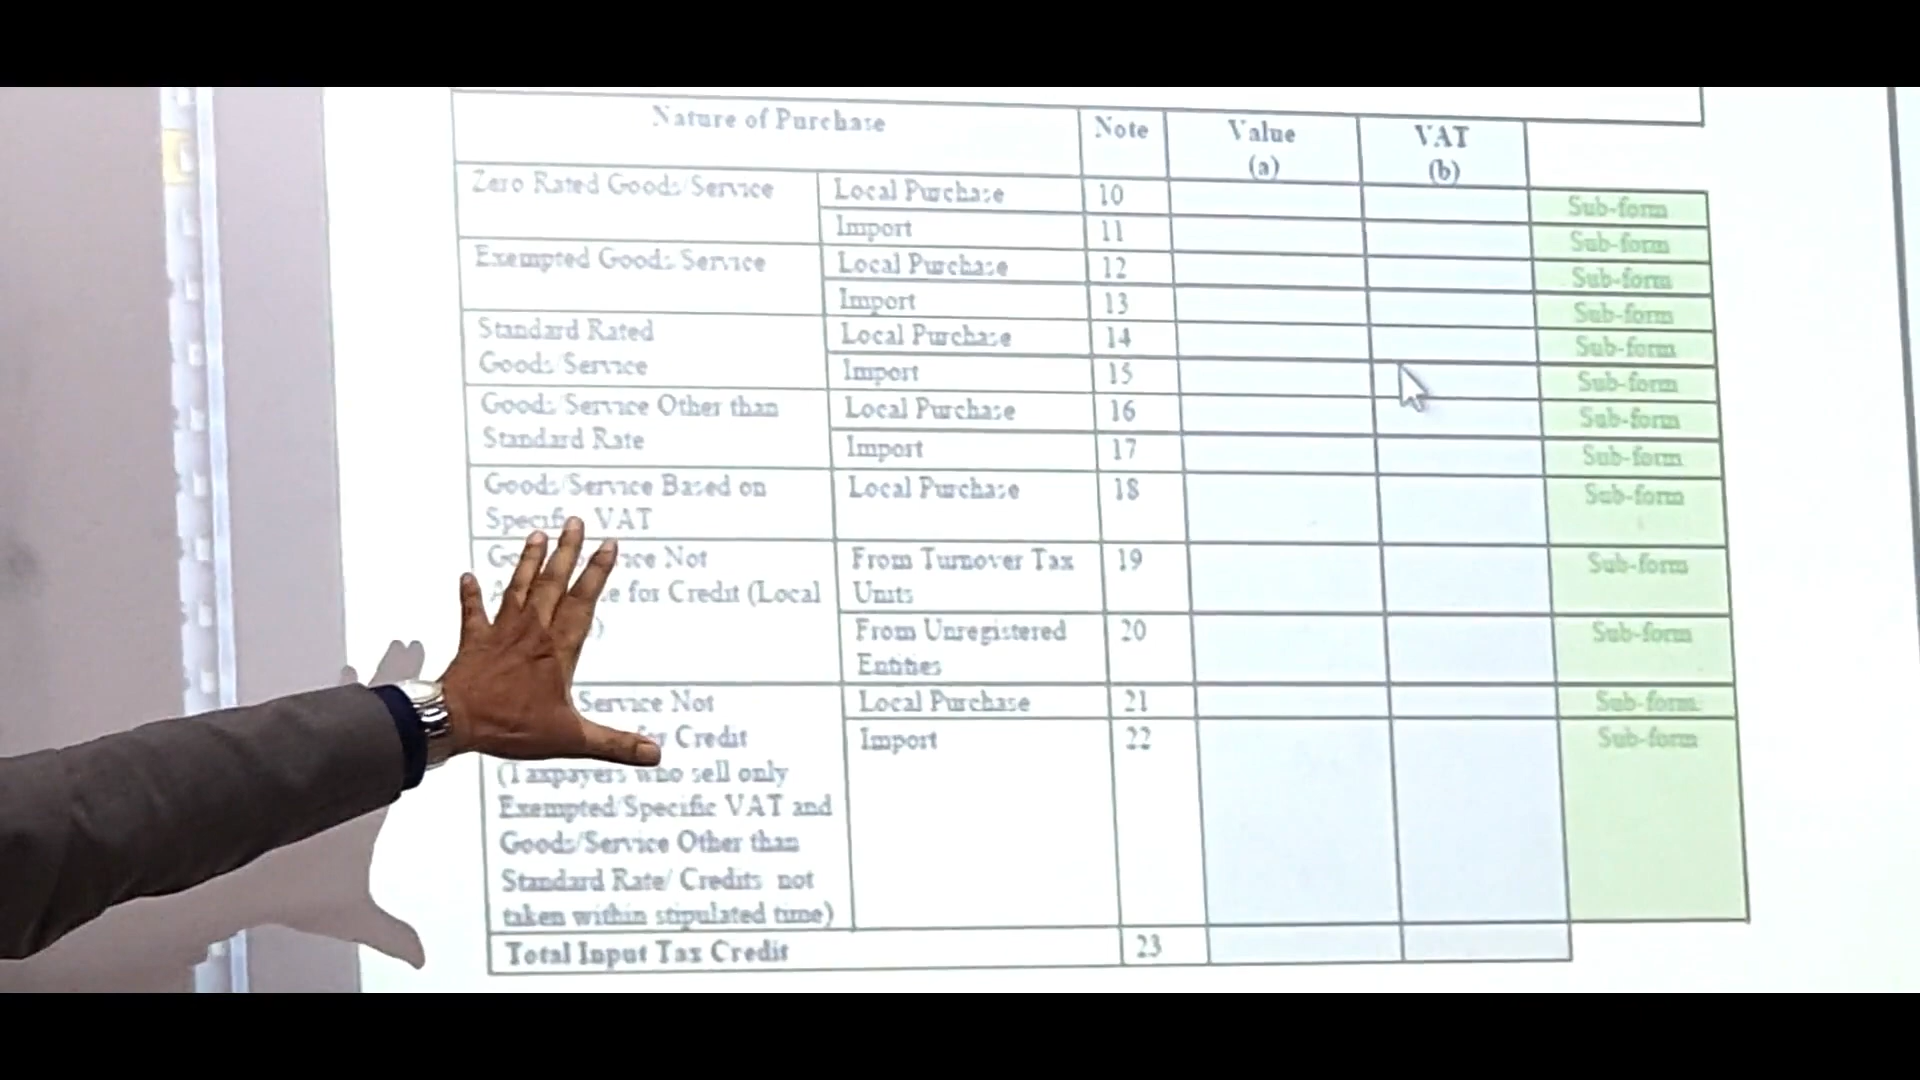 Nature of Purchase Note Value (a) VAT (b)
Zero Rated Goods/Service Local Purchase 10 Sub-form
Import 11 Sub-form
Exempted Goods/Service Local Purchase 12 Sub-form
Import 13 Sub-form
Standard Rated Local Purchase 14 Sub-form
Goods/Service Import 15 Sub-form
Goods/Service Other than Local Purchase 16 Sub-form
Standard Rate Import 17 Sub-form
Goods/Service Based on Local Purchase 18 Sub-form
Specific VAT
Not From Turnover Tax 19 Sub-form
for Credit (Local Units
From Unregistered 20 Sub-form
Entities
Service Not Local Purchase 21 Sub-form
Credit Import 22 Sub-form
(Taxpayers who sell only
Exempted/Specific VAT and
Goods/Service Other than
Standard Rate/ Credits not
taken within stipulated time)
Total Input Tax Credit 23